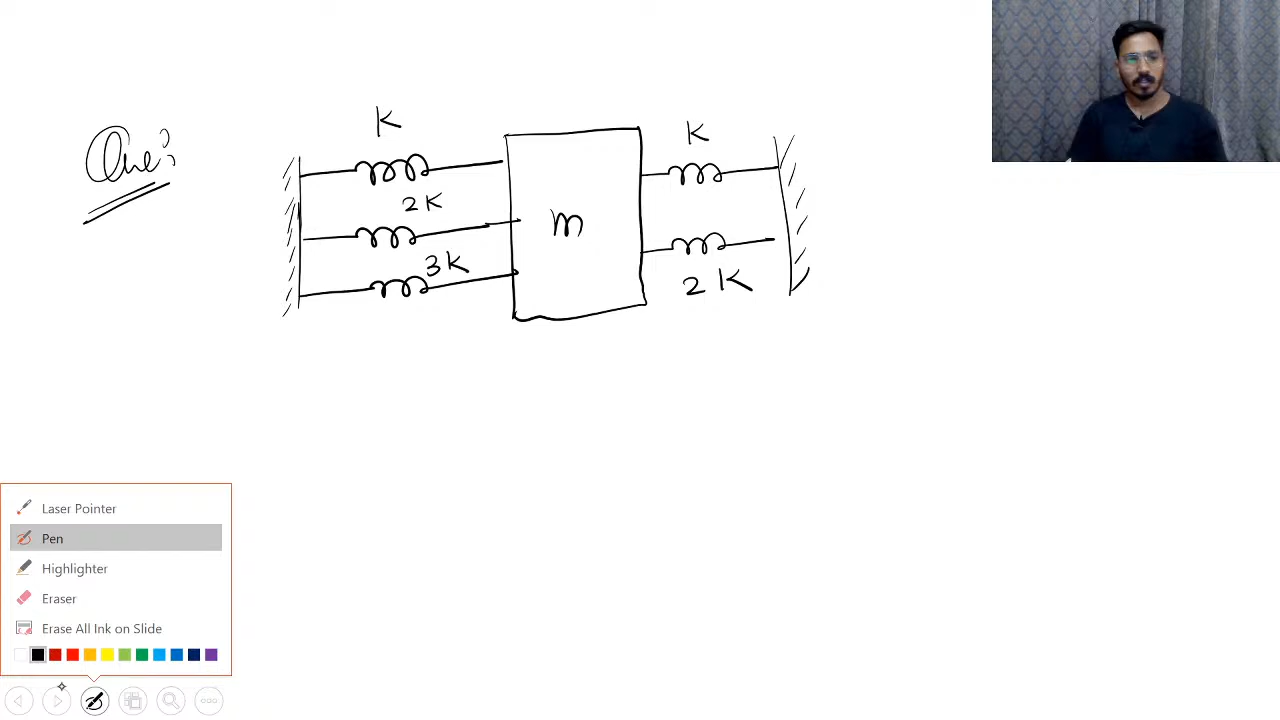 Que:
K
K
2K
m
3K
2K
Laser Pointer
Pen
Highlighter
Eraser
Erase All Ink on Slide